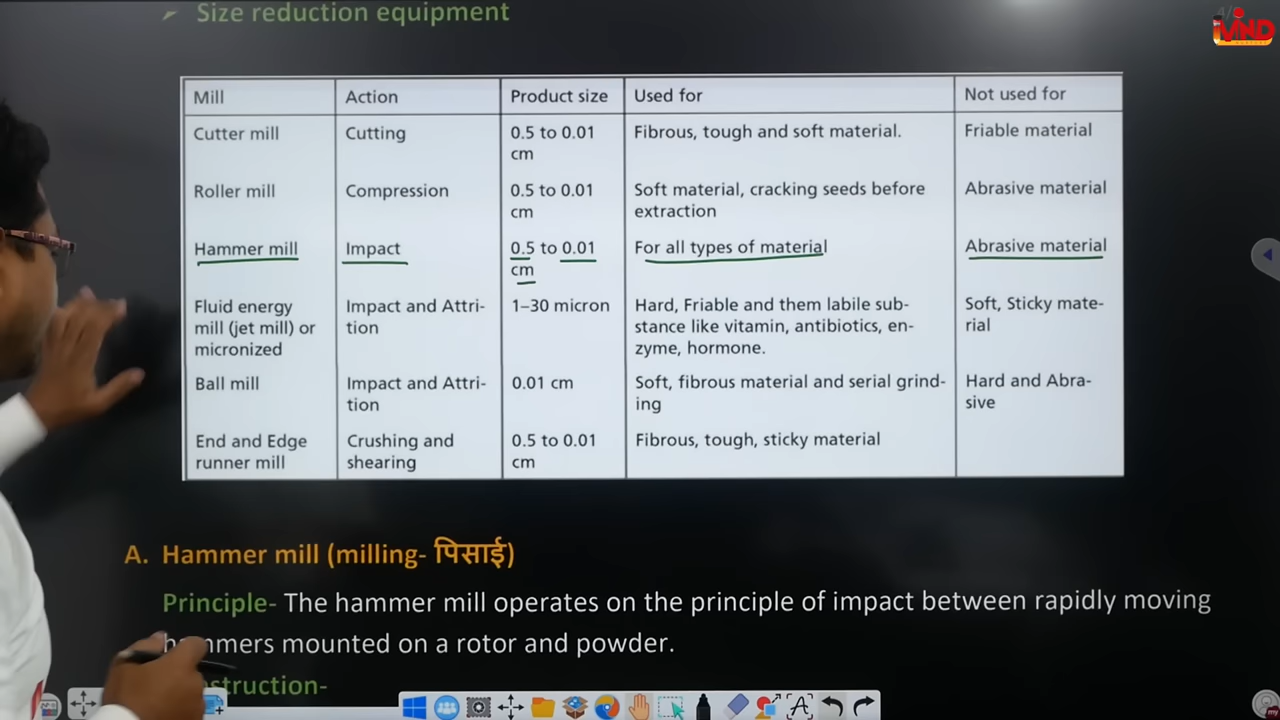 Size reduction equipment
4/
MND
Mill
Action
Product size
Used for
Not used for
Cutter mill
Cutting
0.5 to 0.01
cm
Fibrous, tough and soft material.
Friable material
Roller mill
Compression
0.5 to 0.01
cm
Soft material, cracking seeds before
extraction
Abrasive material
Hammer mill
Impact
0.5 to 0.01
cm
For all types of material
Abrasive material
Fluid energy
mill (jet mill) or
micronized
Impact and Attri-
tion
1–30 micron
Hard, Friable and them labile sub-
stance like vitamin, antibiotics, en-
zyme, hormone.
Soft, Sticky mate-
rial
Ball mill
Impact and Attri-
tion
0.01 cm
Soft, fibrous material and serial grind-
ing
Hard and Abra-
sive
End and Edge
runner mill
Crushing and
shearing
0.5 to 0.01
cm
Fibrous, tough, sticky material
A. Hammer mill (milling- पिसाई)
Principle- The hammer mill operates on the principle of impact between rapidly moving
hammers mounted on a rotor and powder.